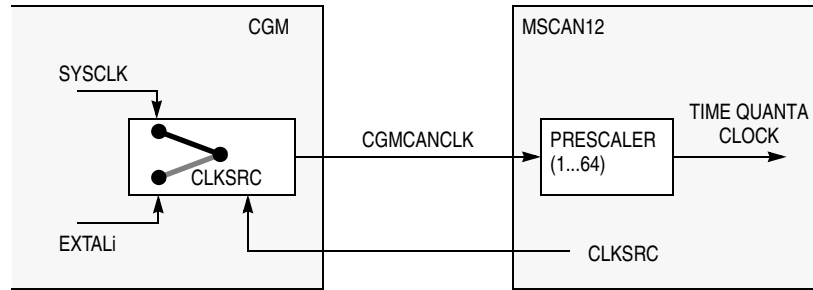 CGM
MSCAN12
SYSCLK
TIME QUANTA
CLOCK
CGMCANCLK
PRESCALER
(1...64)
CLKSRC
EXTALi
CLKSRC